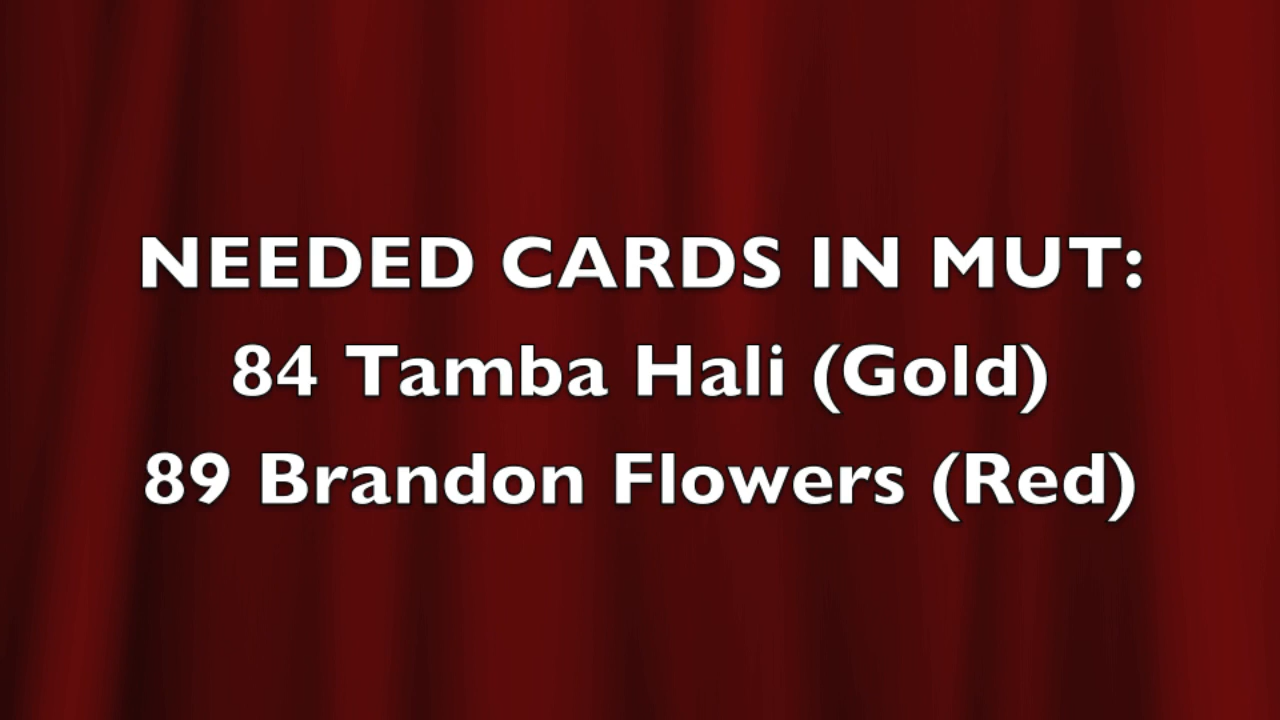 NEEDED CARDS IN MUT:
84 Tamba Hali (Gold)
89 Brandon Flowers (Red)